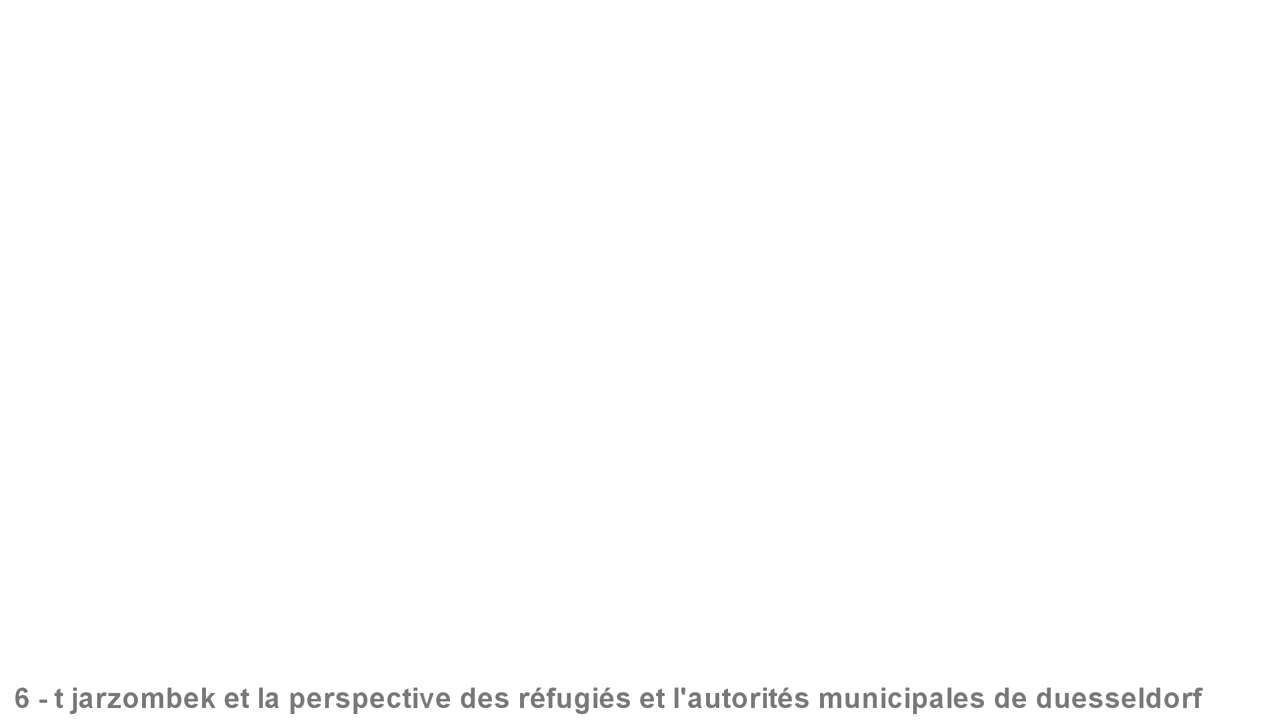 6 - t jarzombek et la perspective des réfugiés et l'autorités municipales de duesseldorf